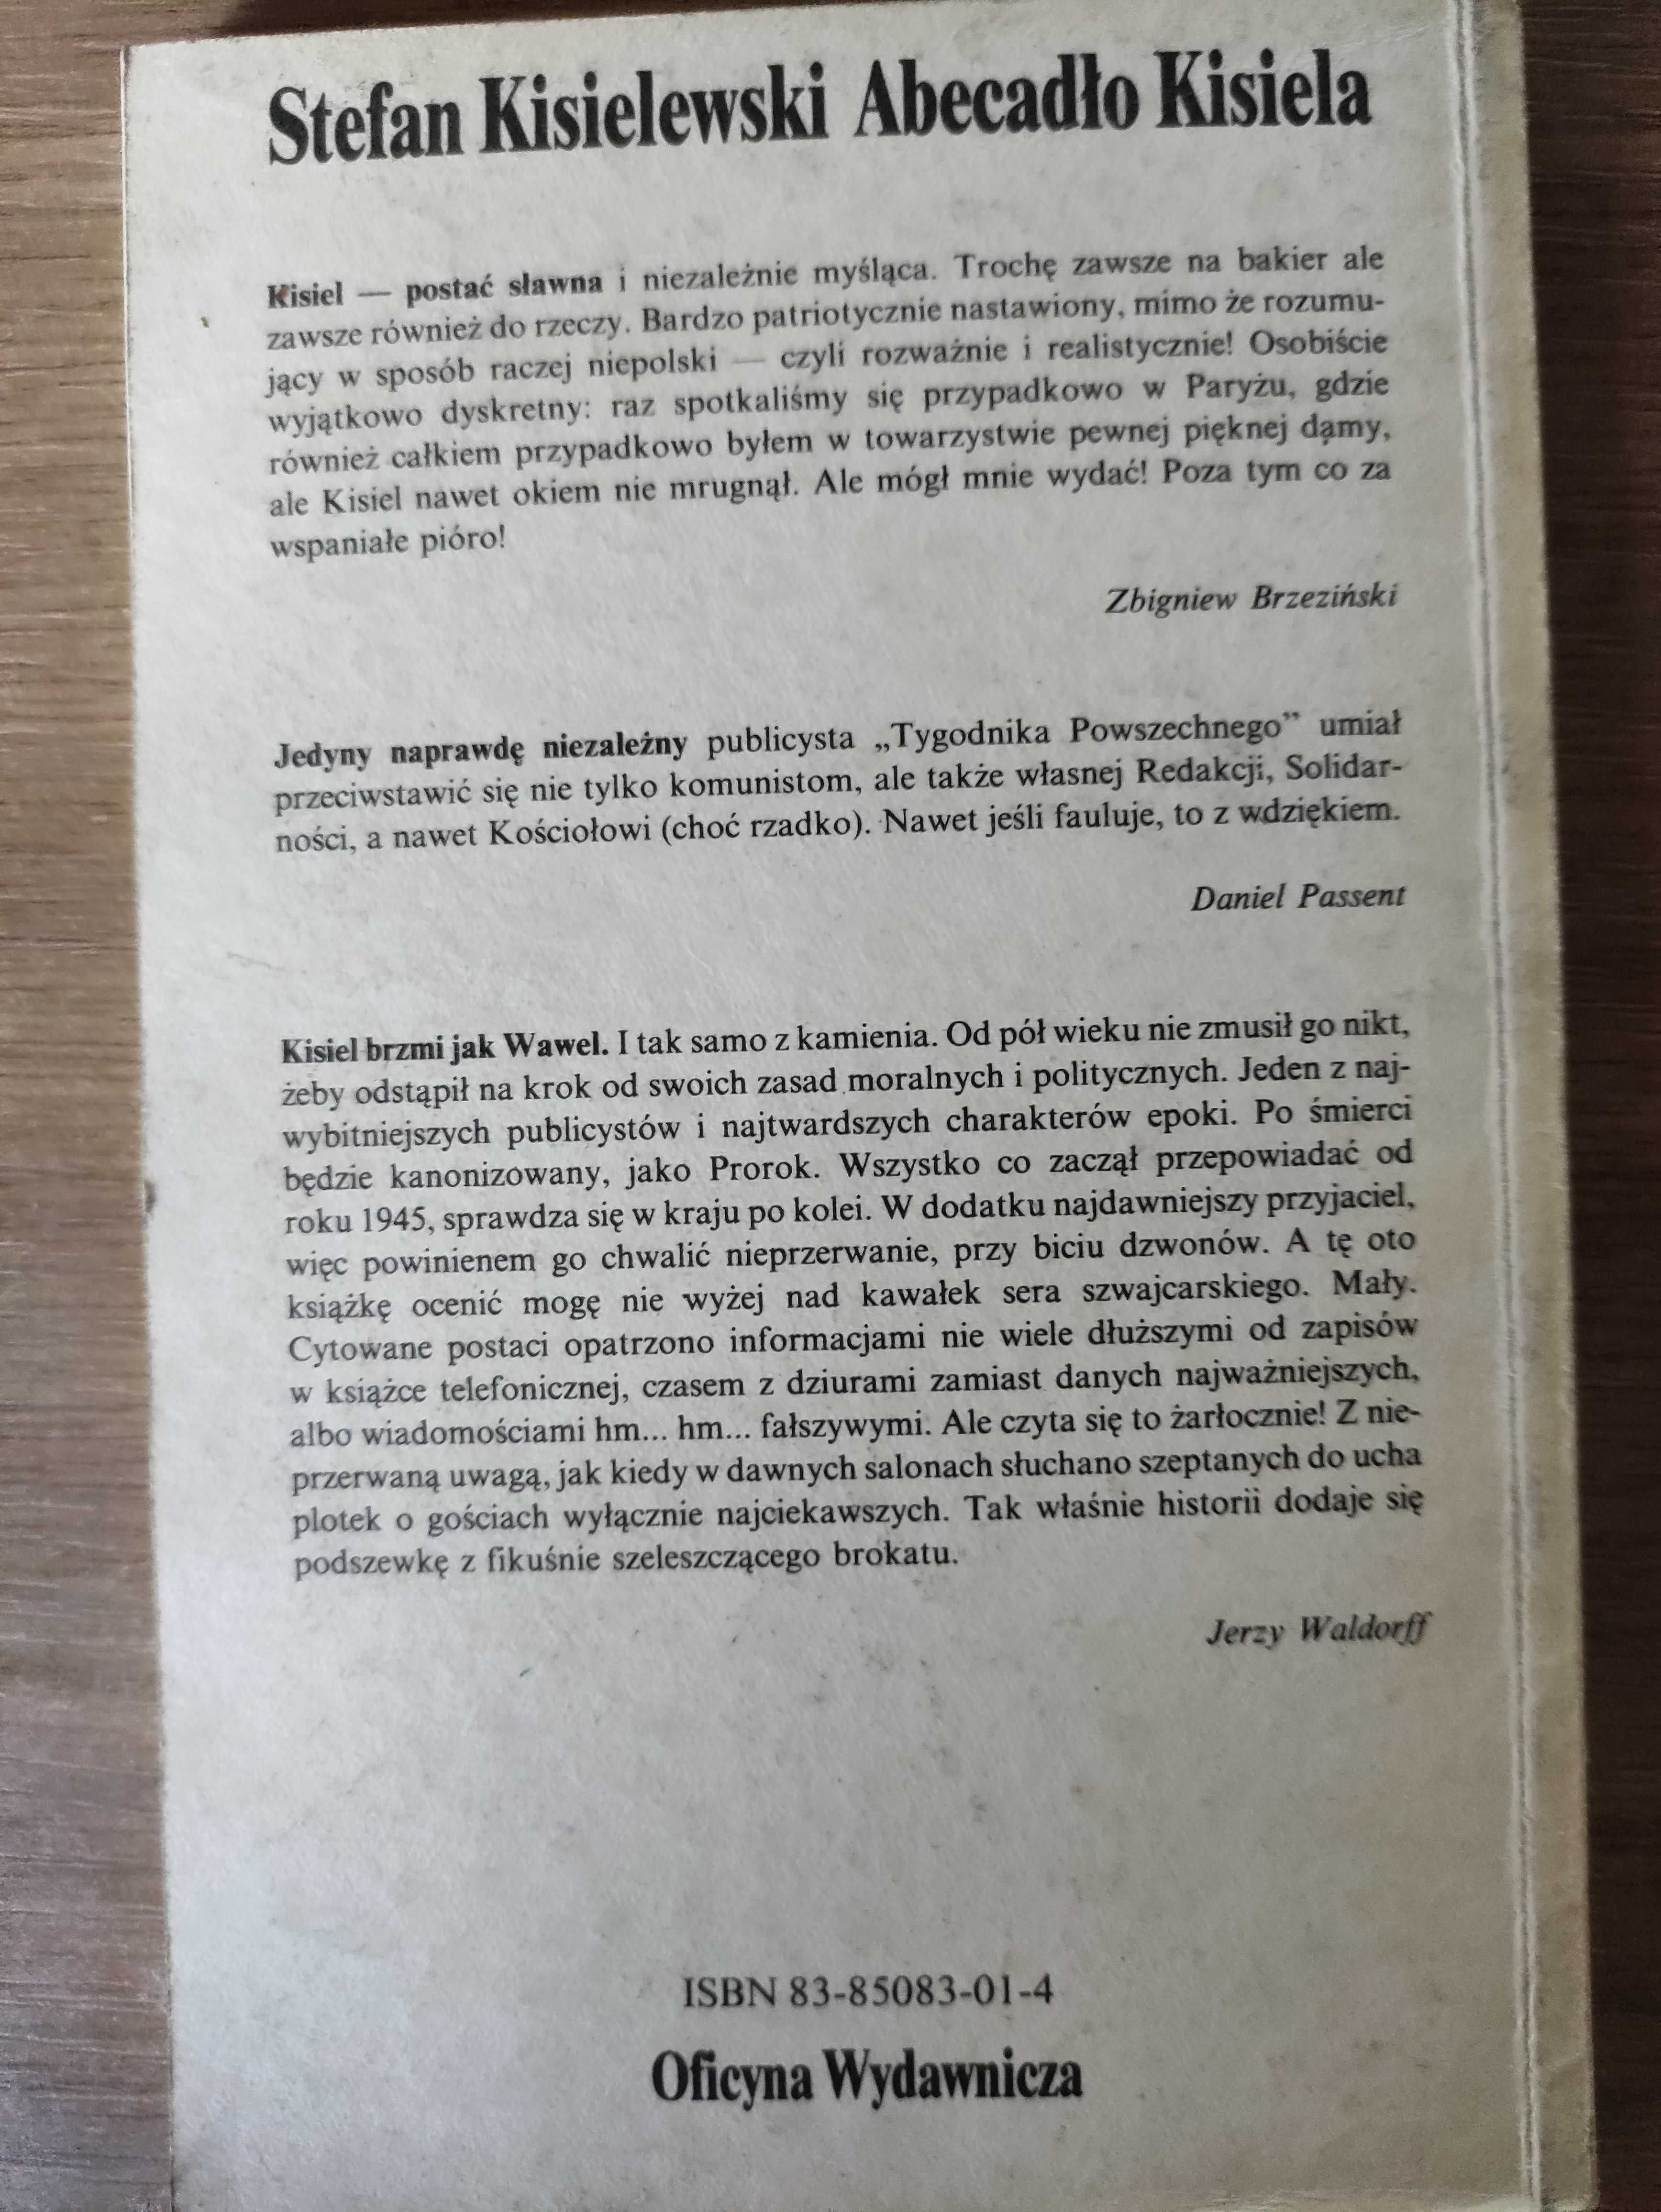 Stefan Kisielewski Abecadło Kisiela
Kisiel — postać sławna i niezależnie myśląca. Trochę zawsze na bakier ale
zawsze również do rzeczy. Bardzo patriotycznie nastawiony, mimo że rozumu-
jący w sposób raczej niepolski — czyli rozważnie i realistycznie! Osobiście
wyjątkowo dyskretny: raz spotkaliśmy się przypadkowo w Paryżu, gdzie
również całkiem przypadkowo byłem w towarzystwie pewnej pięknej damy,
ale Kisiel nawet okiem nie mrugnął. Ale mógł mnie wydać! Poza tym co za
wspaniałe pióro!
Zbigniew Brzeziński
Jedyny naprawdę niezależny publicysta „Tygodnika Powszechnego” umiał
przeciwstawić się nie tylko komunistom, ale także własnej Redakcji, Solidar-
ności, a nawet Kościołowi (choć rzadko). Nawet jeśli fauluje, to z wdziękiem.
Daniel Passent
Kisiel brzmi jak Wawel. I tak samo z kamienia. Od pół wieku nie zmusił go nikt,
żeby odstąpił na krok od swoich zasad moralnych i politycznych. Jeden z naj-
wybitniejszych publicystów i najtwardszych charakterów epoki. Po śmierci
będzie kanonizowany, jako Prorok. Wszystko co zaczął przepowiadać od
roku 1945, sprawdza się w kraju po kolei. W dodatku najdawniejszy przyjaciel,
więc powinienem go chwalić nieprzerwanie, przy biciu dzwonów. A tę oto
książkę ocenić mogę nie wyżej nad kawałek sera szwajcarskiego. Mały.
Cytowane postaci opatrzono informacjami nie wiele dłuższymi od zapisów
w książce telefonicznej, czasem z dziurami zamiast danych najważniejszych,
albo wiadomościami hm... hm... fałszywymi. Ale czyta się to żarłocznie! Z nie-
przerwaną uwagą, jak kiedy w dawnych salonach słuchano szeptanych do ucha
plotek o gościach wyłącznie najciekawszych. Tak właśnie historii dodaje się
podszewkę z fikuśnie szeleszczącego brokatu.
Jerzy Waldorff
ISBN 83-85083-01-4
Oficyna Wydawnicza